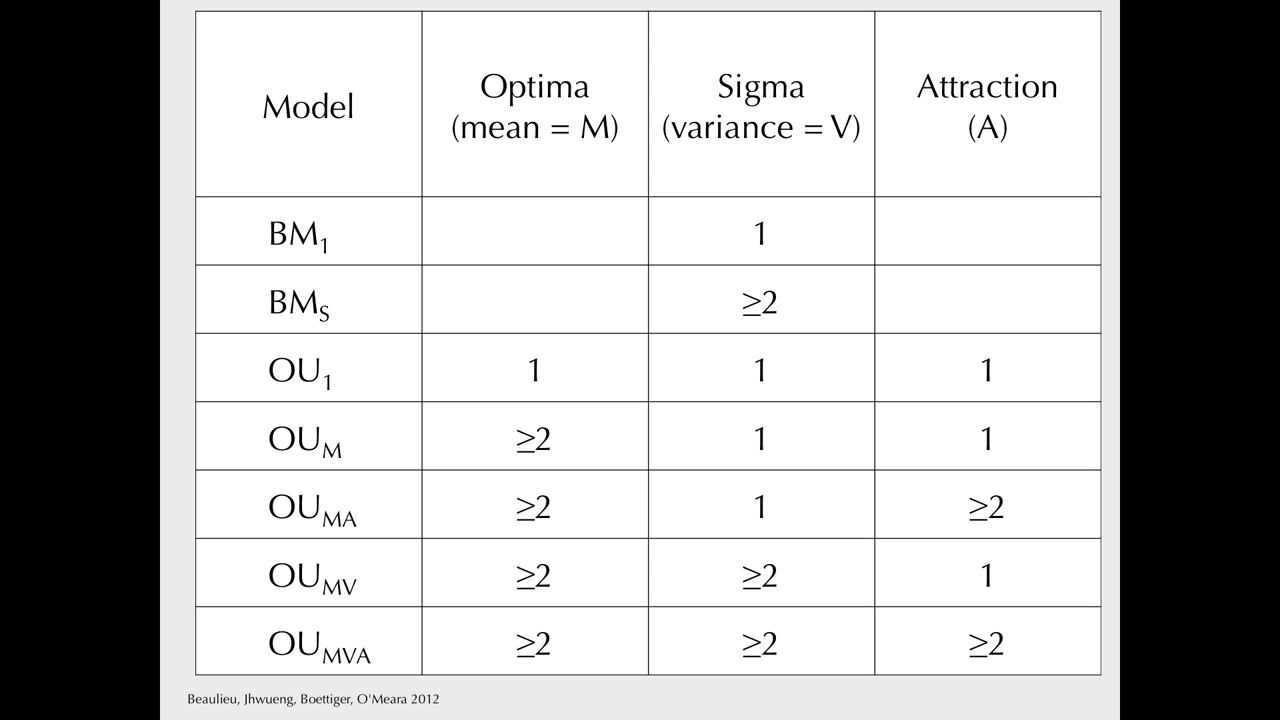 Model
Optima
(mean = M)
Sigma
(variance = V)
Attraction
(A)
BM1
1
BMS
≥2
OU1
1
1
1
OUM
≥2
1
1
OUMA
≥2
1
≥2
OUMV
≥2
≥2
1
OUMVA
≥2
≥2
≥2
Beaulieu, Jhwueng, Boettiger, O'Meara 2012